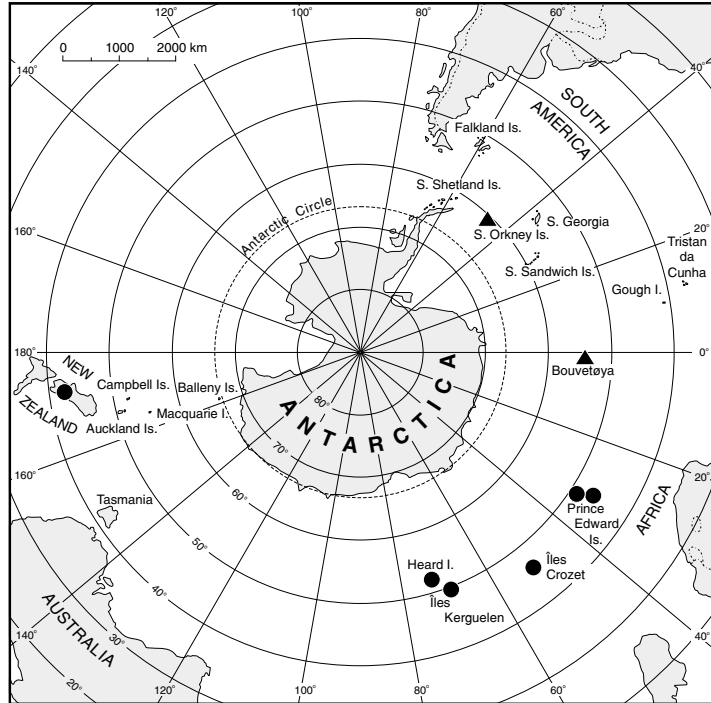 120°
100°
80°
60°
0 1000 2000 km
140°
40°
SOUTH
AMERICA
Falkland Is.
S. Shetland Is.
Antarctic Circle
S. Georgia
S. Orkney Is.
160°
20°
Tristan
da
Cunha
S. Sandwich Is.
Gough I.
180°
0°
NEW
ZEALAND
Bouvetøya
Campbell Is.
Balleny Is.
Macquarie I.
Auckland Is.
ANTARCTICA
80°
70°
60°
50°
40°
30°
20°
160°
20°
Tasmania
AFRICA
Prince
Edward
Is.
Heard I.
Îles
Crozet
Îles
Kerguelen
AUSTRALIA
140°
40°
120°
100°
80°
60°